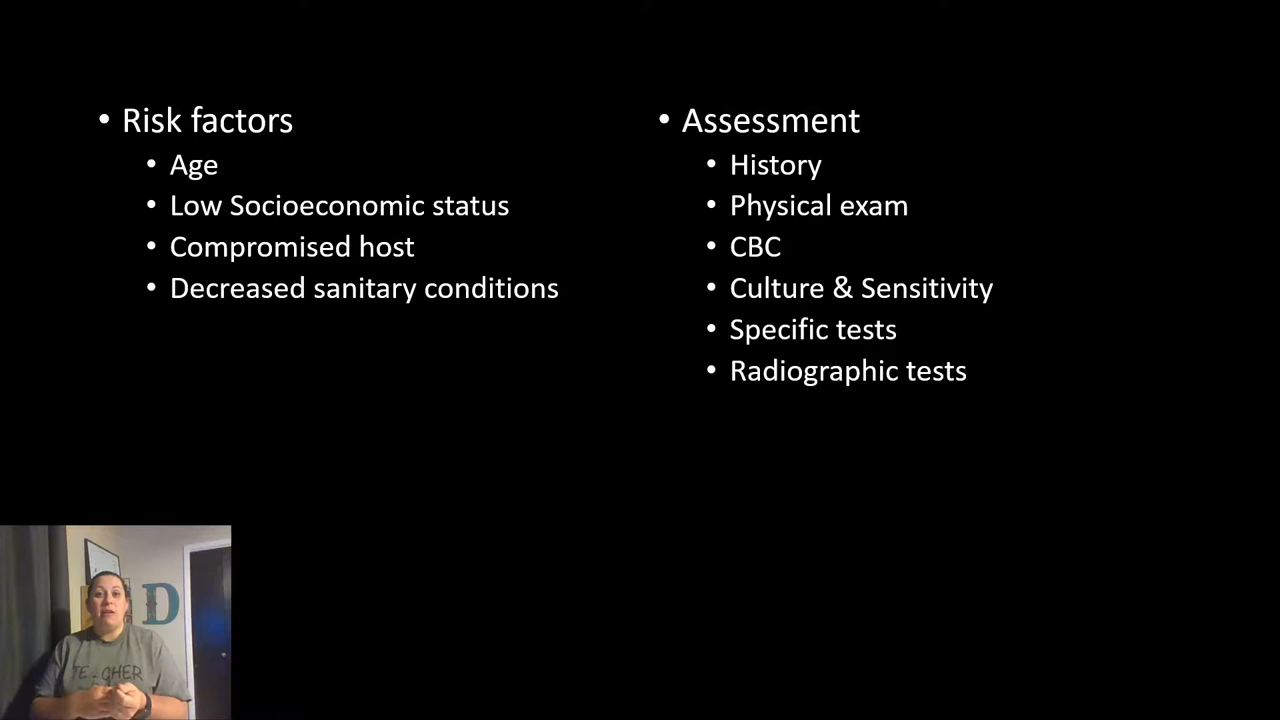 Risk factors
Age
Low Socioeconomic status
Compromised host
Decreased sanitary conditions
Assessment
History
Physical exam
CBC
Culture & Sensitivity
Specific tests
Radiographic tests
D